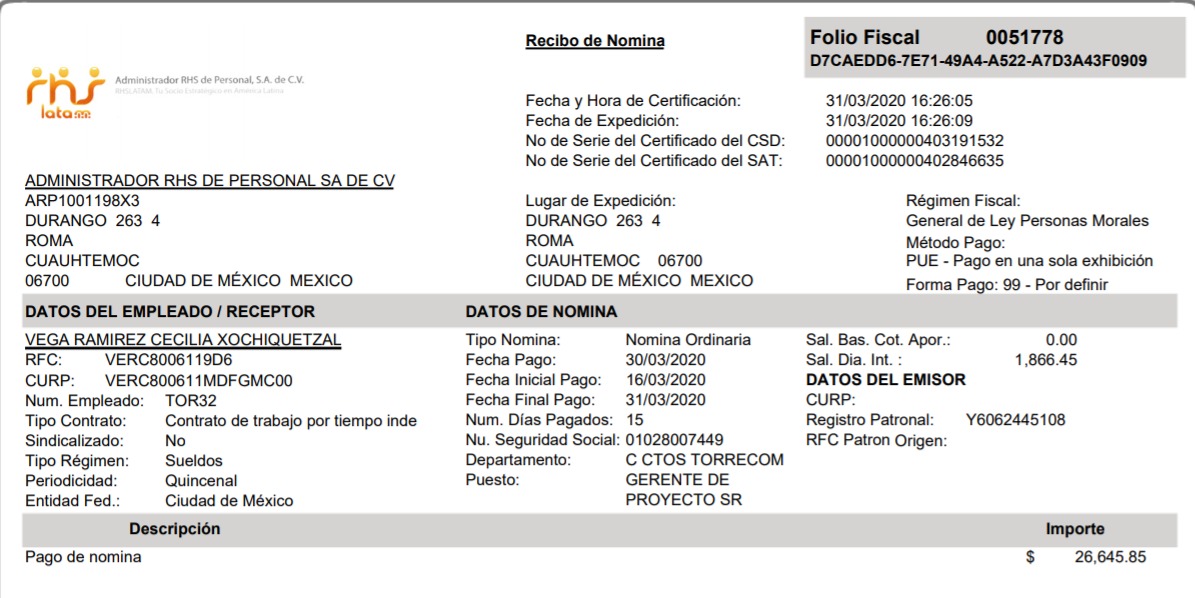 Recibo de Nomina
Folio Fiscal 0051778
D7CAEDD6-7E71-49A4-A522-A7D3A43F0909
rhs
latam
Administrador RHS de Personal, S.A. de C.V.
RHSLATAM. Tu Socio Estratégico en América Latina
Fecha y Hora de Certificación: 31/03/2020 16:26:05
Fecha de Expedición: 31/03/2020 16:26:09
No de Serie del Certificado del CSD: 00001000000403191532
No de Serie del Certificado del SAT: 00001000000402846635
ADMINISTRADOR RHS DE PERSONAL SA DE CV
ARP1001198X3
DURANGO 263 4
ROMA
CUAUHTEMOC
06700 CIUDAD DE MÉXICO MEXICO
Lugar de Expedición:
DURANGO 263 4
ROMA
CUAUHTEMOC 06700
CIUDAD DE MÉXICO MEXICO
Régimen Fiscal:
General de Ley Personas Morales
Método Pago:
PUE - Pago en una sola exhibición
Forma Pago: 99 - Por definir
DATOS DEL EMPLEADO / RECEPTOR
VEGA RAMIREZ CECILIA XOCHIQUETZAL
RFC: VERC8006119D6
CURP: VERC800611MDFGMC00
Num. Empleado: TOR32
Tipo Contrato: Contrato de trabajo por tiempo inde
Sindicalizado: No
Tipo Régimen: Sueldos
Periodicidad: Quincenal
Entidad Fed.: Ciudad de México
DATOS DE NOMINA
Tipo Nomina: Nomina Ordinaria
Fecha Pago: 30/03/2020
Fecha Inicial Pago: 16/03/2020
Fecha Final Pago: 31/03/2020
Num. Días Pagados: 15
Nu. Seguridad Social: 01028007449
Departamento: C CTOS TORRECOM
Puesto: GERENTE DE
PROYECTO SR
Sal. Bas. Cot. Apor.: 0.00
Sal. Dia. Int. : 1,866.45
DATOS DEL EMISOR
CURP:
Registro Patronal: Y6062445108
RFC Patron Origen:
Descripción Importe
Pago de nomina $ 26,645.85